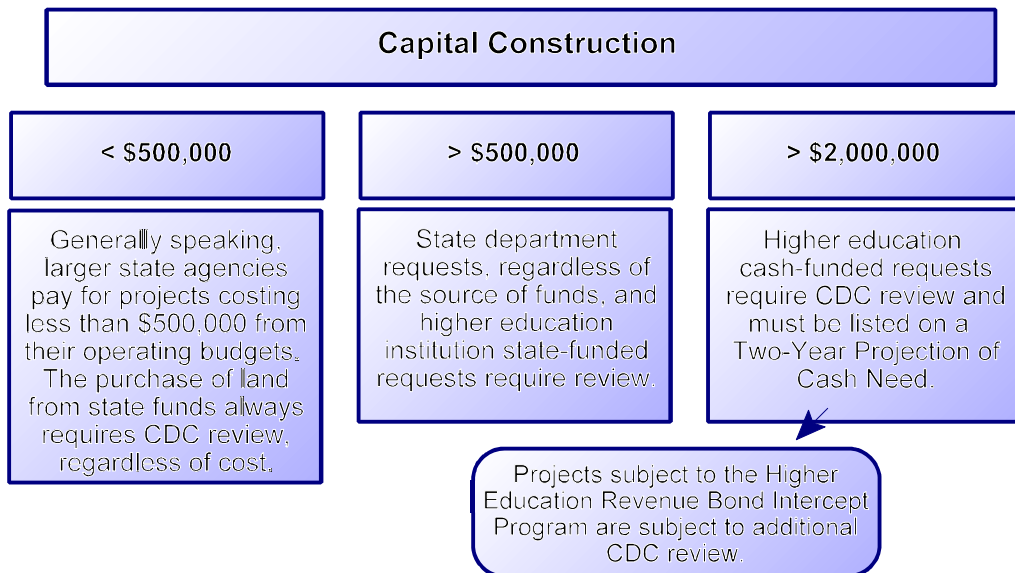 Capital Construction
< $500,000
Generally speaking,
larger state agencies
pay for projects costing
less than $500,000 from
their operating budgets.
The purchase of land
from state funds always
requires CDC review,
regardless of cost.
> $500,000
State department
requests, regardless of
the source of funds, and
higher education
institution state-funded
requests require review.
> $2,000,000
Higher education
cash-funded requests
require CDC review and
must be listed on a
Two-Year Projection of
Cash Need.
Projects subject to the Higher
Education Revenue Bond Intercept
Program are subject to additional
CDC review.